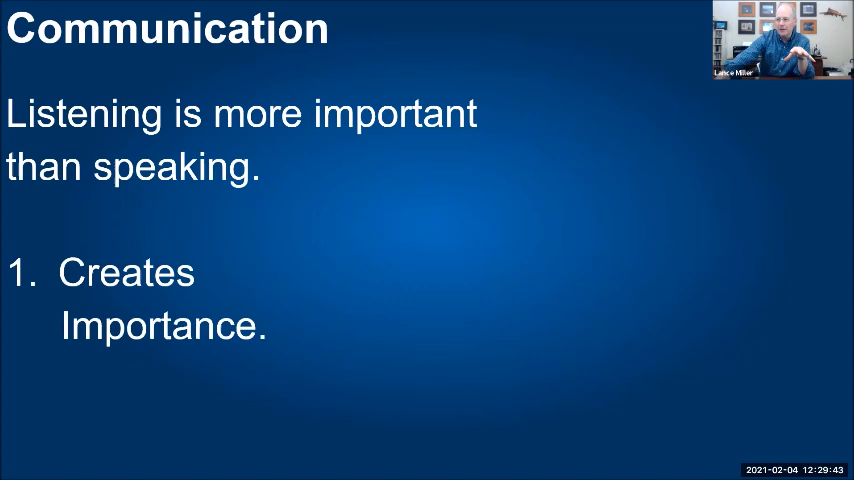 Communication
Lance Miller
Listening is more important
than speaking.
1. Creates
Importance.
2021-02-04 12:29:43